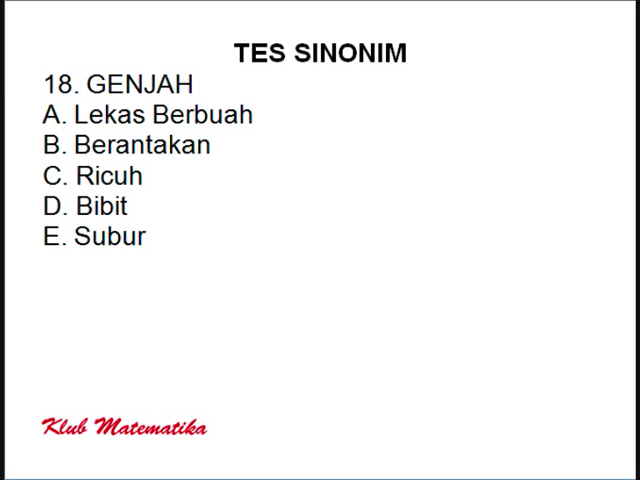 TES SINONIM
18. GENJAH
A. Lekas Berbuah
B. Berantakan
C. Ricuh
D. Bibit
E. Subur
Klub Matematika